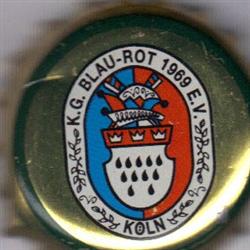 K.G. BLAU-ROT 1969 E.V.
KÖLN